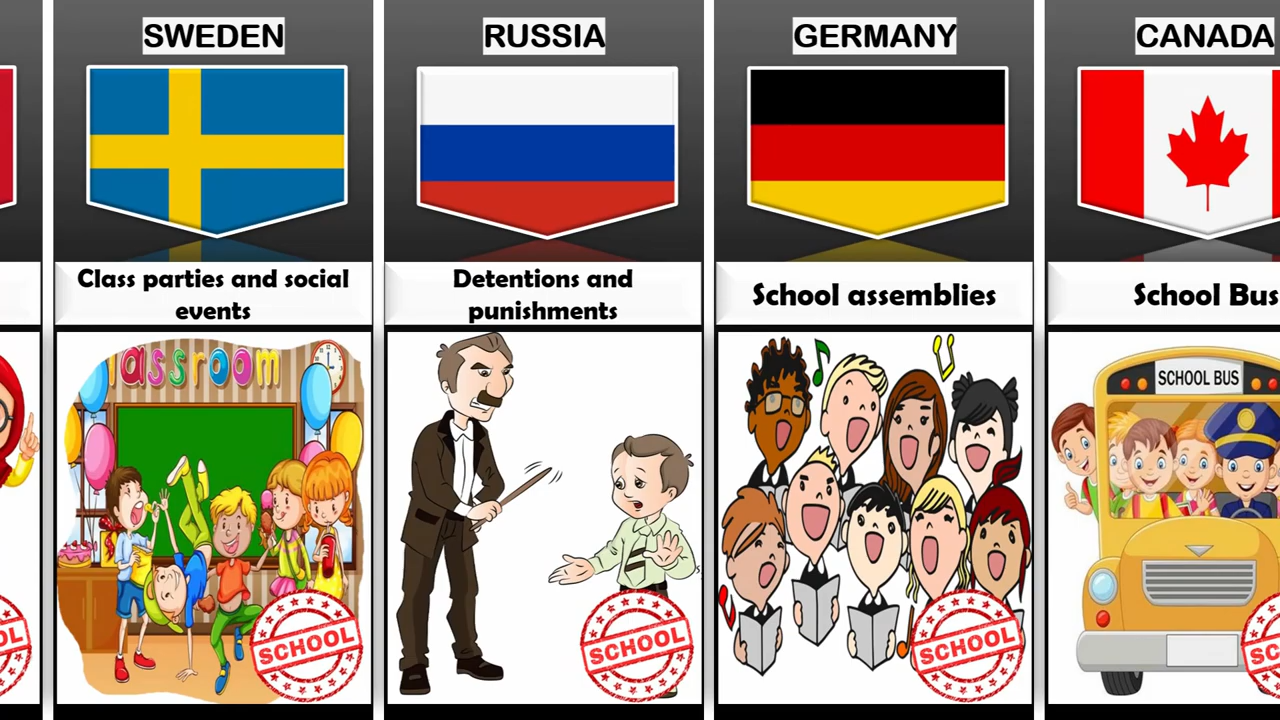 SWEDEN
Class parties and social
events
lassroom
SCHOOL
RUSSIA
Detentions and
punishments
SCHOOL
GERMANY
School assemblies
SCHOOL
CANADA
School Bus
SCHOOL BUS